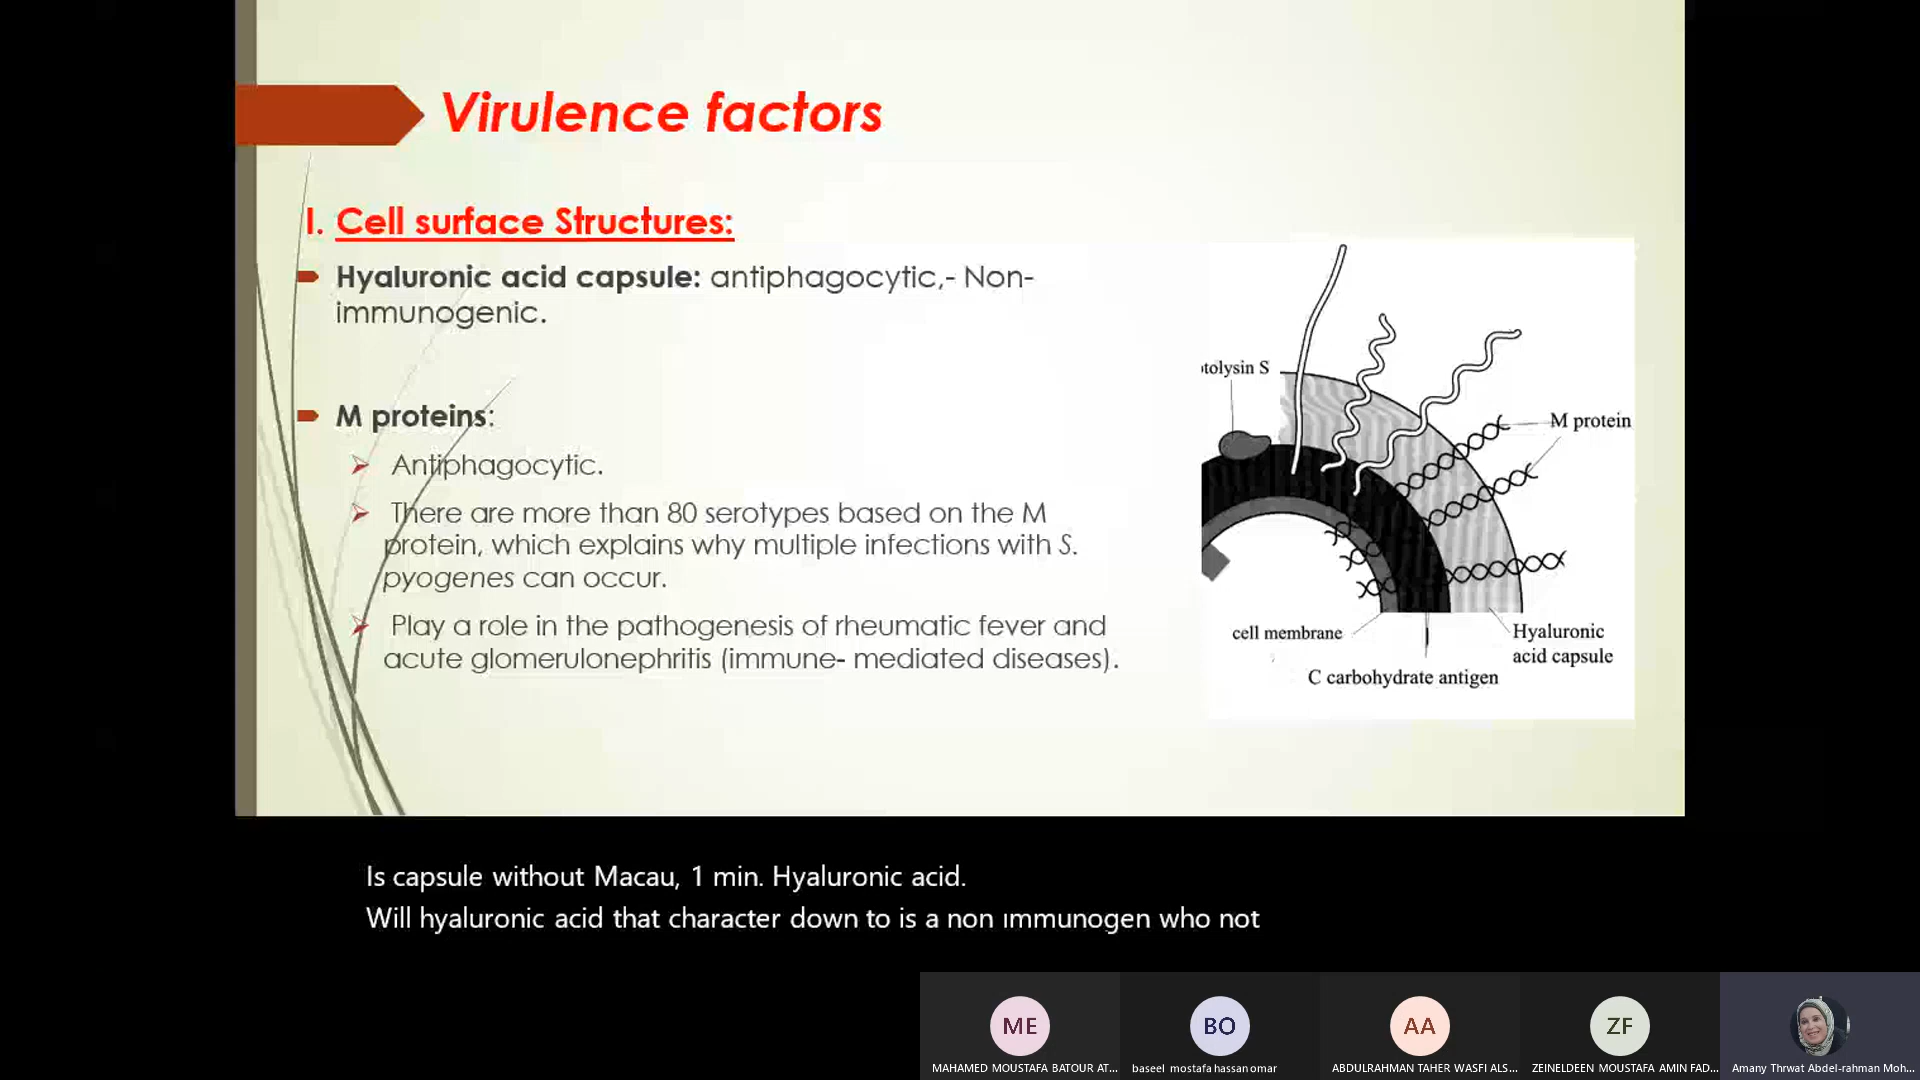 Virulence factors
I. Cell surface Structures:
Hyaluronic acid capsule: antiphagocytic,- Non-
immunogenic.
M proteins:
Antiphagocytic.
There are more than 80 serotypes based on the M
protein, which explains why multiple infections with S.
pyogenes can occur.
Play a role in the pathogenesis of rheumatic fever and
acute glomerulonephritis (immune- mediated diseases).
tolysin S
M protein
cell membrane
Hyaluronic
acid capsule
C carbohydrate antigen
Is capsule without Macau, 1 min. Hyaluronic acid.
Will hyaluronic acid that character down to is a non ımmunogen who not
ME
BO
AA
ZF
MAHAMED MOUSTAFA BATOUR AT...
baseel mostafa hassan omar
ABDULRAHMAN TAHER WASFI ALS...
ZEINELDEEN MOUSTAFA AMIN FAD...
Amany Thrwat Abdel-rahman Moh...